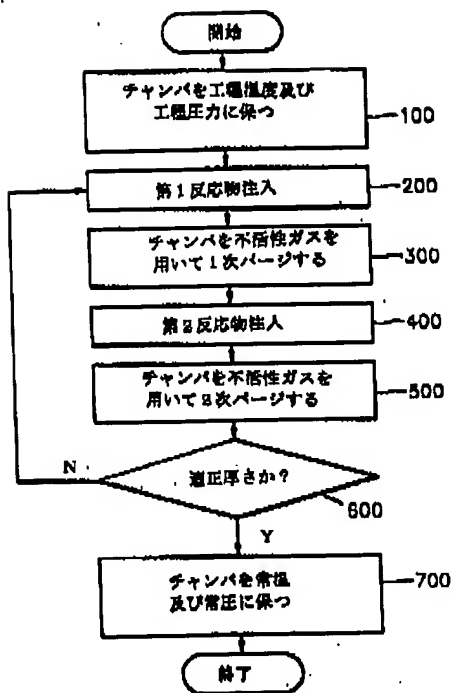 開始
チャンバを工程温度及び
工程圧力に保つ
100
第1反応物注入
200
チャンバを不活性ガスを
用いて1次パージする
300
第2反応物注入
400
チャンバを不活性ガスを
用いて2次パージする
500
適正厚さか?
600
N
Y
チャンバを常温
及び常圧に保つ
700
終了